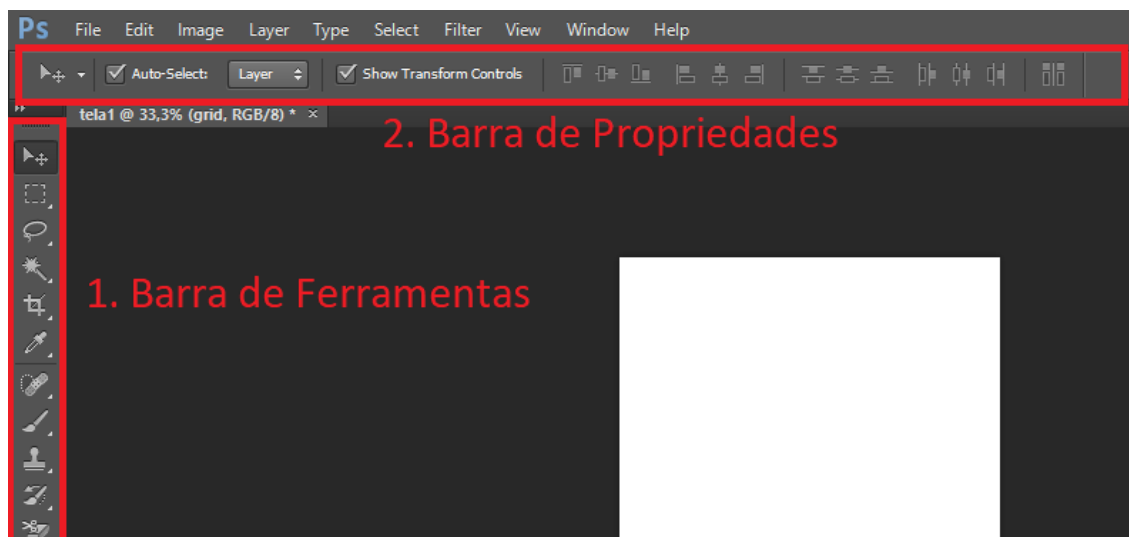 Ps File Edit Image Layer Type Select Filter View Window Help
Auto-Select: Layer Show Transform Controls
tela1 @ 33,3% (grid, RGB/8) * ×
2. Barra de Propriedades
1. Barra de Ferramentas